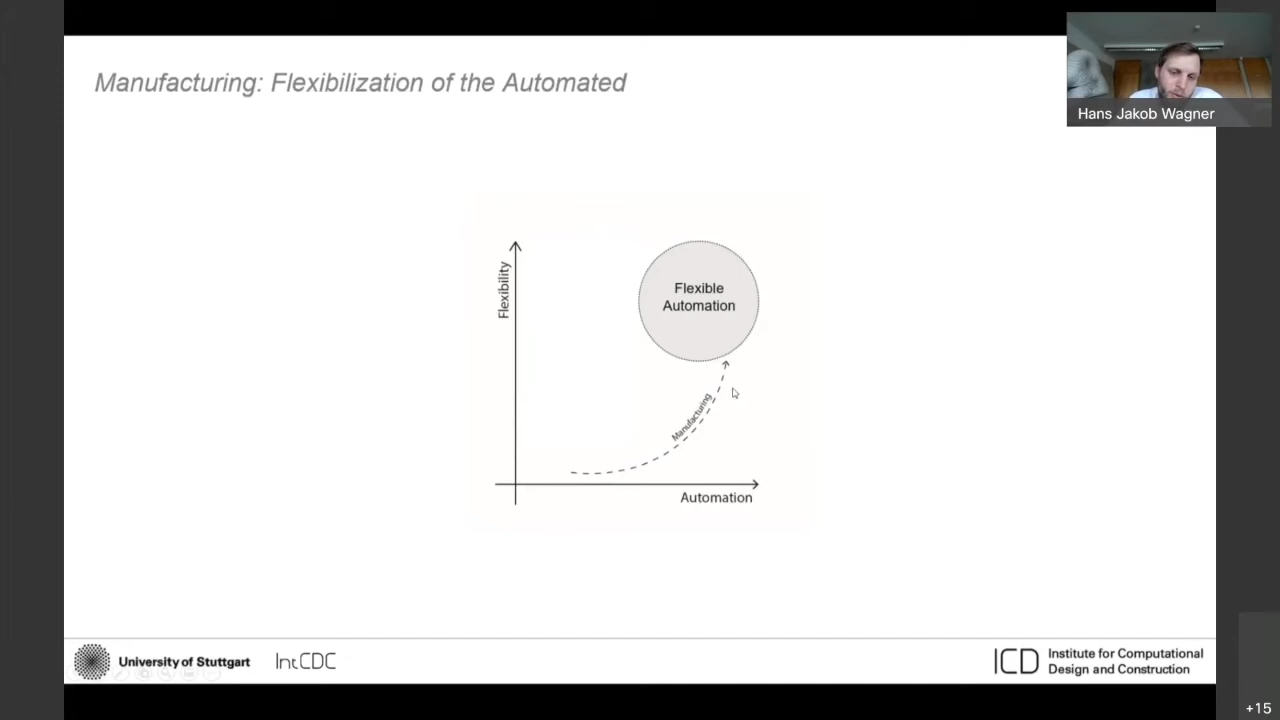 Manufacturing: Flexibilization of the Automated
Hans Jakob Wagner
Flexibility
Flexible
Automation
Manufacturing
Automation
University of Stuttgart
IntCDC
ICD
Institute for Computational
Design and Construction
+15